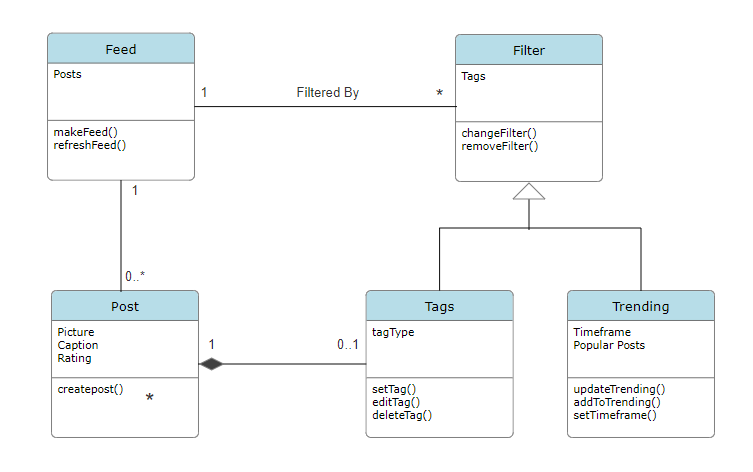 Feed
Posts
makeFeed()
refreshFeed()
1
Filtered By
*
Filter
Tags
changeFilter()
removeFilter()
1
0..*
Post
Picture
Caption
Rating
createpost()
*
1
0..1
Tags
tagType
setTag()
editTag()
deleteTag()
Trending
Timeframe
Popular Posts
updateTrending()
addToTrending()
setTimeframe()